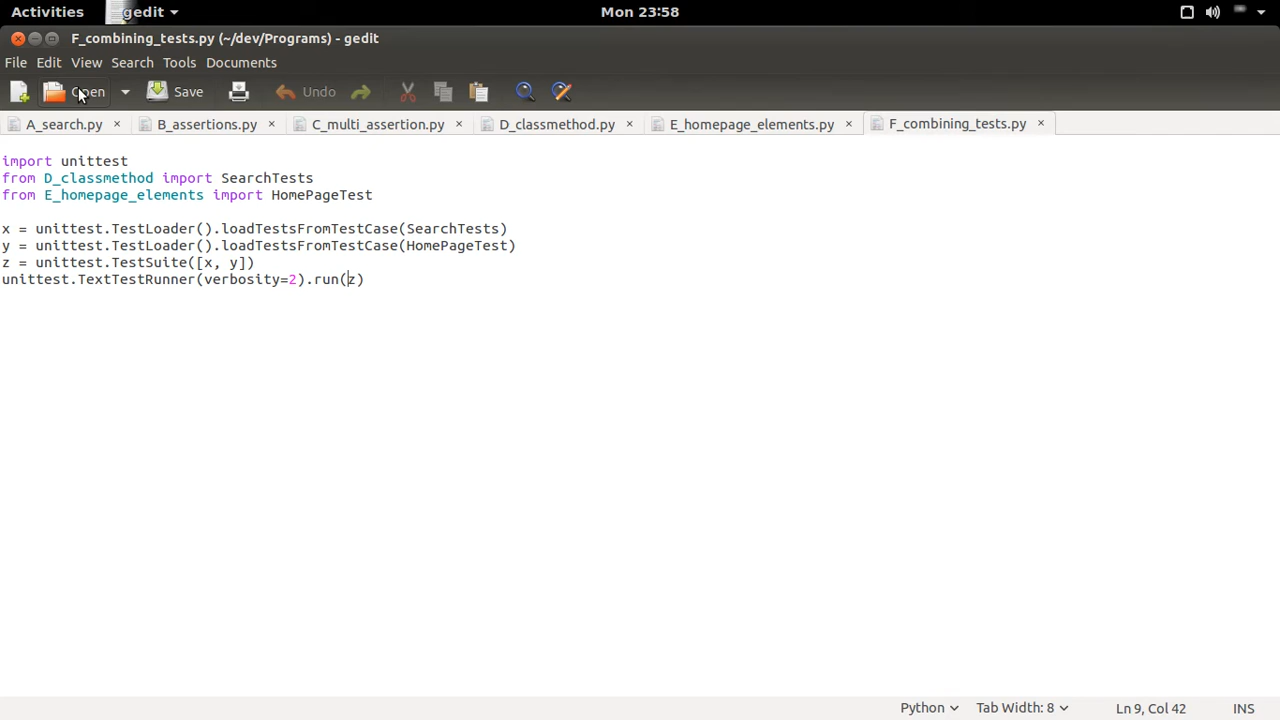 Activities gedit Mon 23:58
F_combining_tests.py (~/dev/Programs) - gedit
File Edit View Search Tools Documents
Open Save Undo
A_search.py × B_assertions.py × C_multi_assertion.py × D_classmethod.py × E_homepage_elements.py × F_combining_tests.py ×
import unittest
from D_classmethod import SearchTests
from E_homepage_elements import HomePageTest
x = unittest.TestLoader().loadTestsFromTestCase(SearchTests)
y = unittest.TestLoader().loadTestsFromTestCase(HomePageTest)
z = unittest.TestSuite([x, y])
unittest.TextTestRunner(verbosity=2).run(z)
Python Tab Width: 8 Ln 9, Col 42 INS